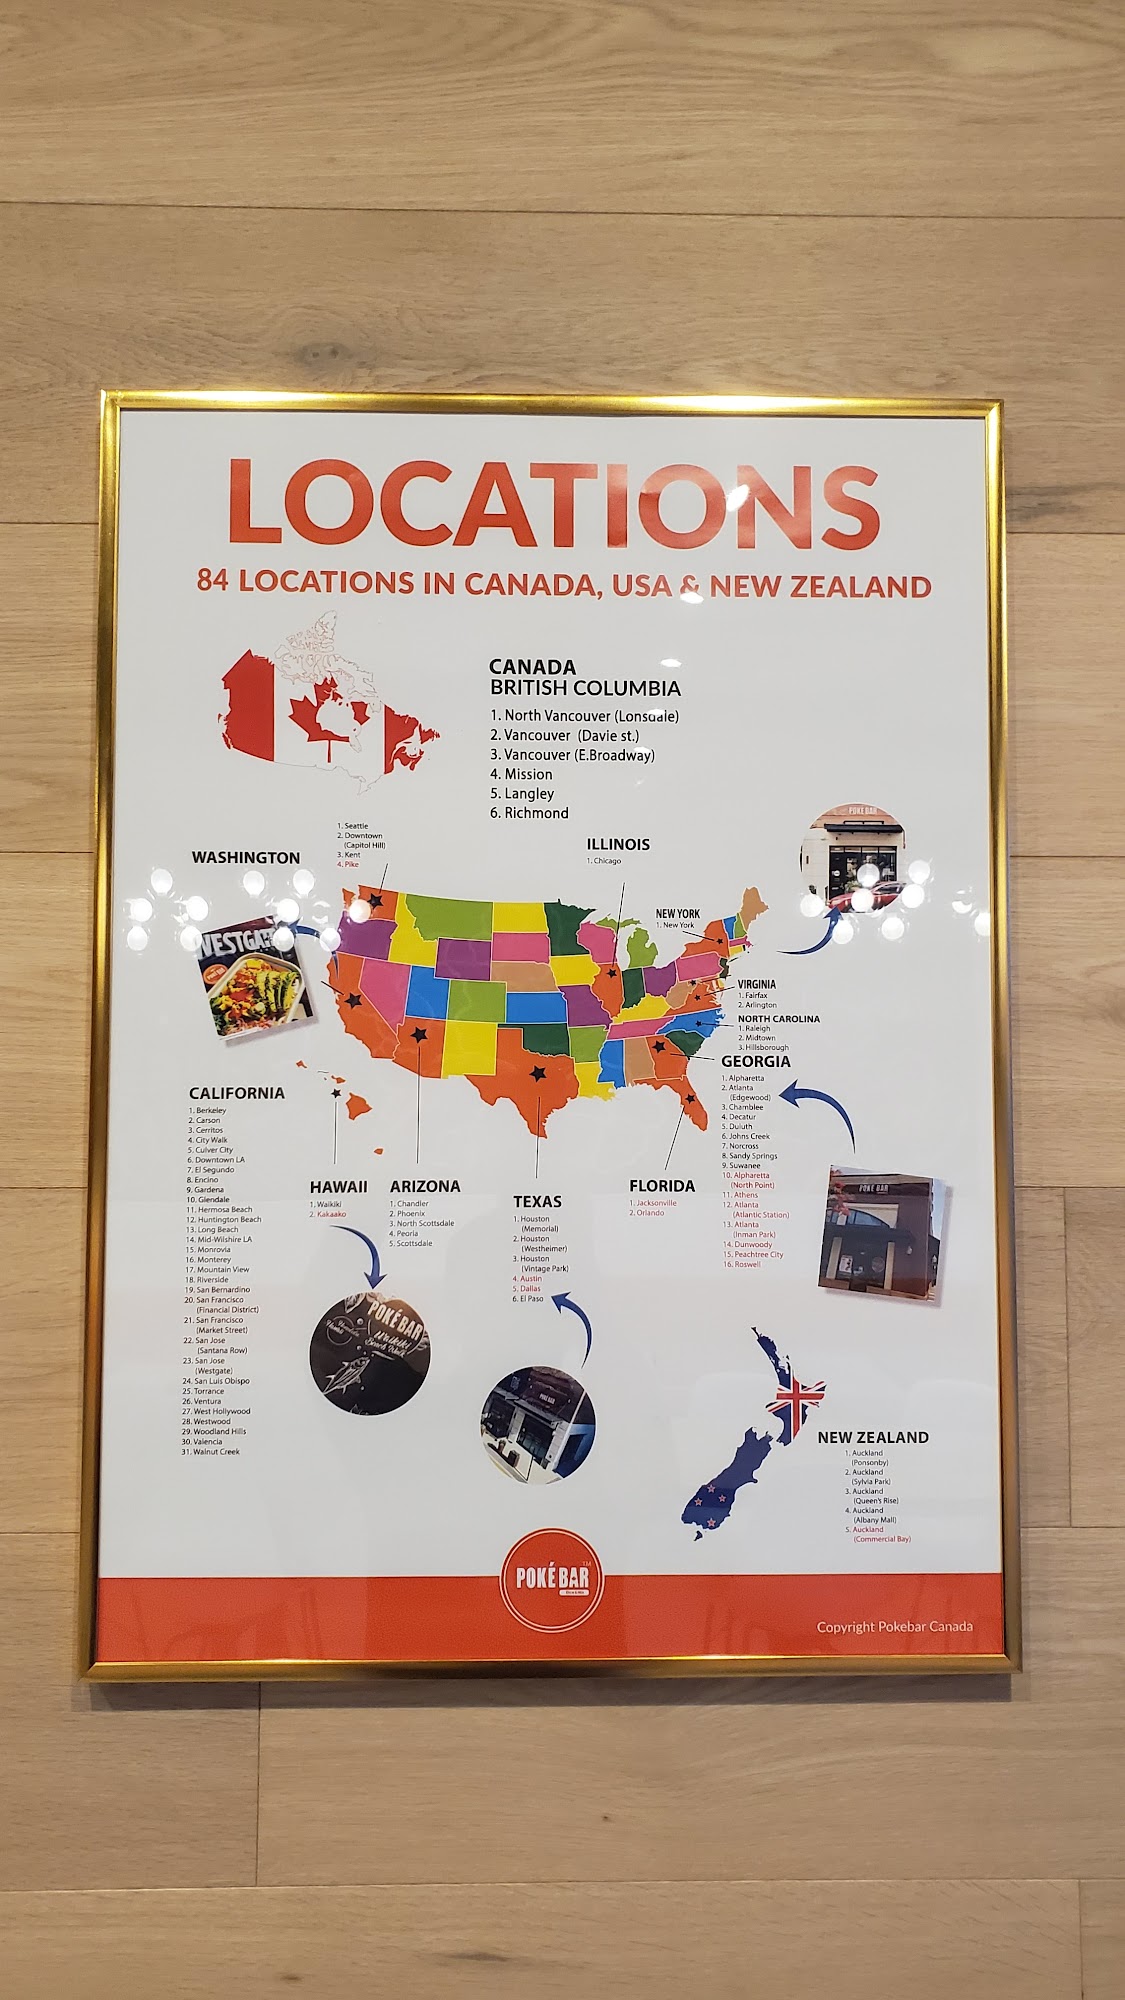 LOCATIONS
84 LOCATIONS IN CANADA, USA & NEW ZEALAND
CANADA
BRITISH COLUMBIA
1. North Vancouver (Lonsdale)
2. Vancouver (Davie st.)
3. Vancouver (E.Broadway)
4. Mission
5. Langley
6. Richmond
WASHINGTON
1. Seattle
2. Downtown
(Capitol Hill)
3. Kent
4. Pike
ILLINOIS
1. Chicago
POKE BAR
NEW YORK
1. New York
WESTGATE
VIRGINIA
1. Fairfax
2. Arlington
NORTH CAROLINA
1. Raleigh
2. Midtown
3. Hillsborough
GEORGIA
1. Alpharetta
2. Atlanta
(Edgewood)
3. Chamblee
4. Decatur
5. Duluth
6. Johns Creek
7. Norcross
8. Sandy Springs
9. Suwanee
10. Alpharetta
(North Point)
11. Athens
12. Atlanta
(Atlantic Station)
13. Atlanta
(Inman Park)
14. Dunwoody
15. Peachtree City
16. Roswell
CALIFORNIA
1. Berkeley
2. Carson
3. Cerritos
4. City Walk
5. Culver City
6. Downtown LA
7. El Segundo
8. Encino
9. Gardena
10. Glendale
11. Hermosa Beach
12. Huntington Beach
13. Long Beach
14. Mid-Wilshire LA
15. Monrovia
16. Monterey
17. Mountain View
18. Riverside
19. San Bernardino
20. San Francisco
(Financial District)
21. San Francisco
(Market Street)
22. San Jose
(Santana Row)
23. San Jose
(Westgate)
24. San Luis Obispo
25. Torrance
26. Ventura
27. West Hollywood
28. Westwood
29. Woodland Hills
30. Valencia
31. Walnut Creek
HAWAII
1. Waikiki
2. Kakaako
ARIZONA
1. Chandler
2. Phoenix
3. North Scottsdale
4. Peoria
5. Scottsdale
TEXAS
1. Houston
(Memorial)
2. Houston
(Westheimer)
3. Houston
(Vintage Park)
4. Austin
5. Dallas
6. El Paso
FLORIDA
1. Jacksonville
2. Orlando
POKE BAR
POKÉ BAR
Waikiki
Beach Walk
POKE BAR
NEW ZEALAND
1. Auckland
(Ponsonby)
2. Auckland
(Sylvia Park)
3. Auckland
(Queen's Rise)
4. Auckland
(Albany Mall)
5. Auckland
(Commercial Bay)
POKÉ BAR TM
Copyright Pokebar Canada